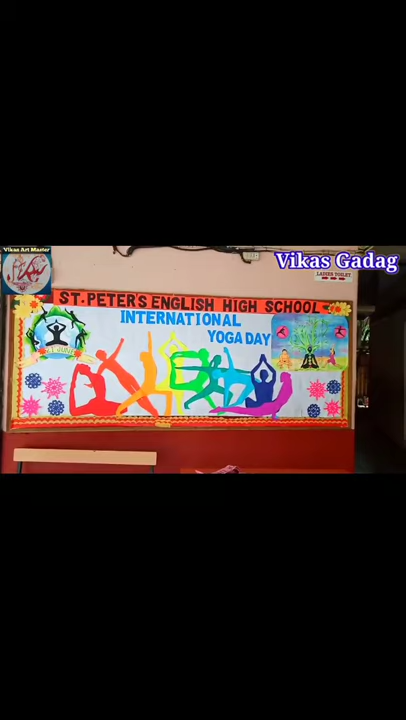 Vikas Art Master
Vikas Gadag
LADIES TOILET
ST. PETER'S ENGLISH HIGH SCHOOL
INTERNATIONAL
YOGA DAY